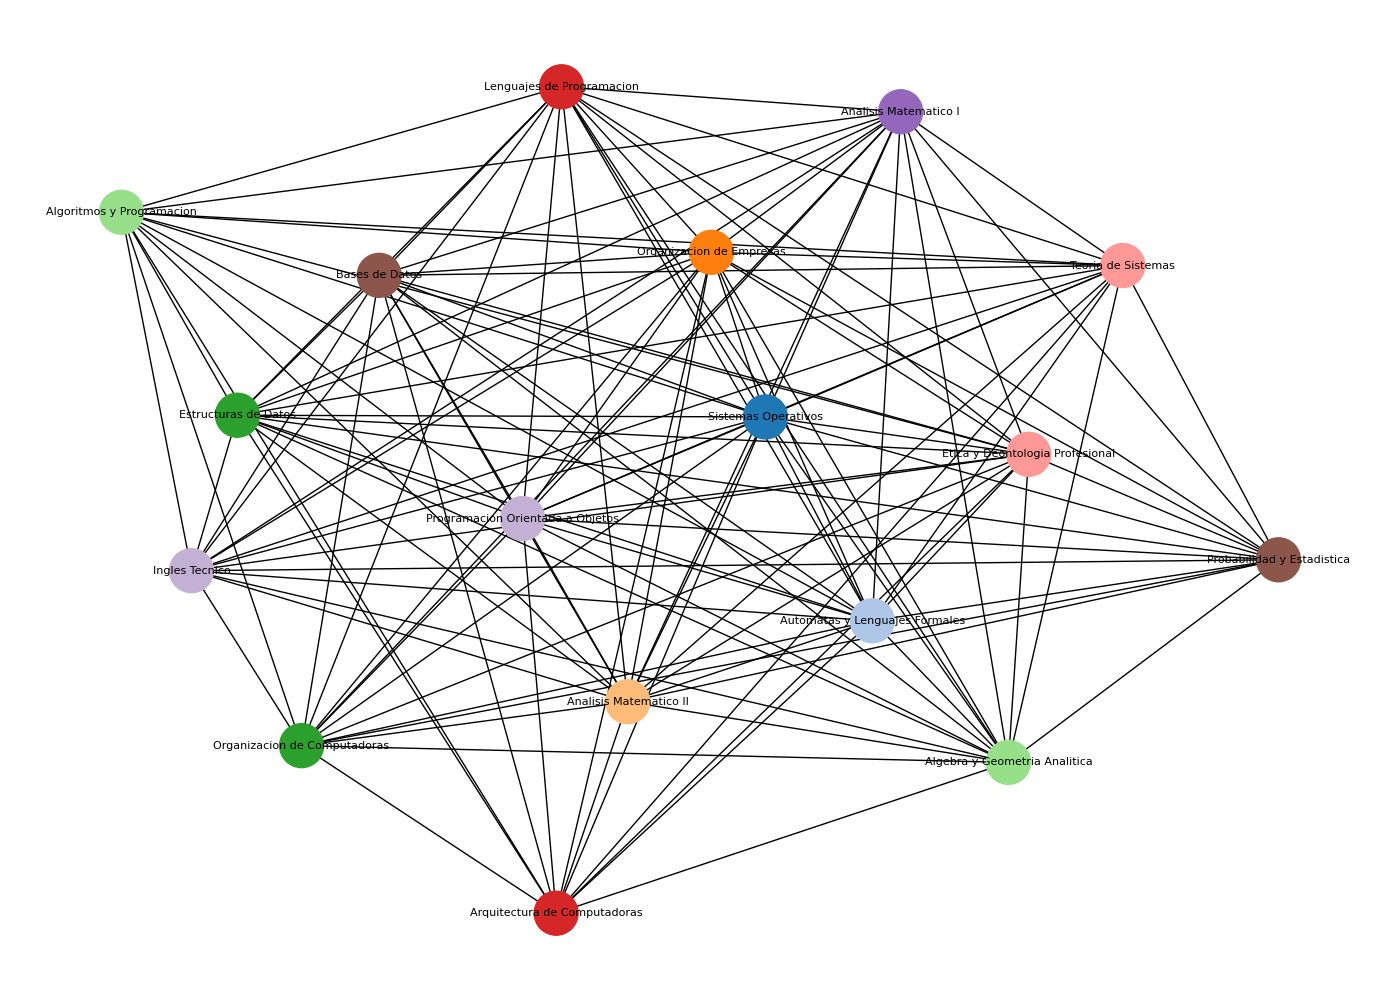 Lenguajes de Programacion
Analisis Matematico I
Algoritmos y Programacion
Organizacion de Empresas
Teoria de Sistemas
Bases de Datos
Estructuras de Datos
Sistemas Operativos
Etica y Deontologia Profesional
Programacion Orientada a Objetos
Probabilidad y Estadistica
Ingles Tecnico
Automatas y Lenguajes Formales
Analisis Matematico II
Organizacion de Computadoras
Algebra y Geometria Analitica
Arquitectura de Computadoras